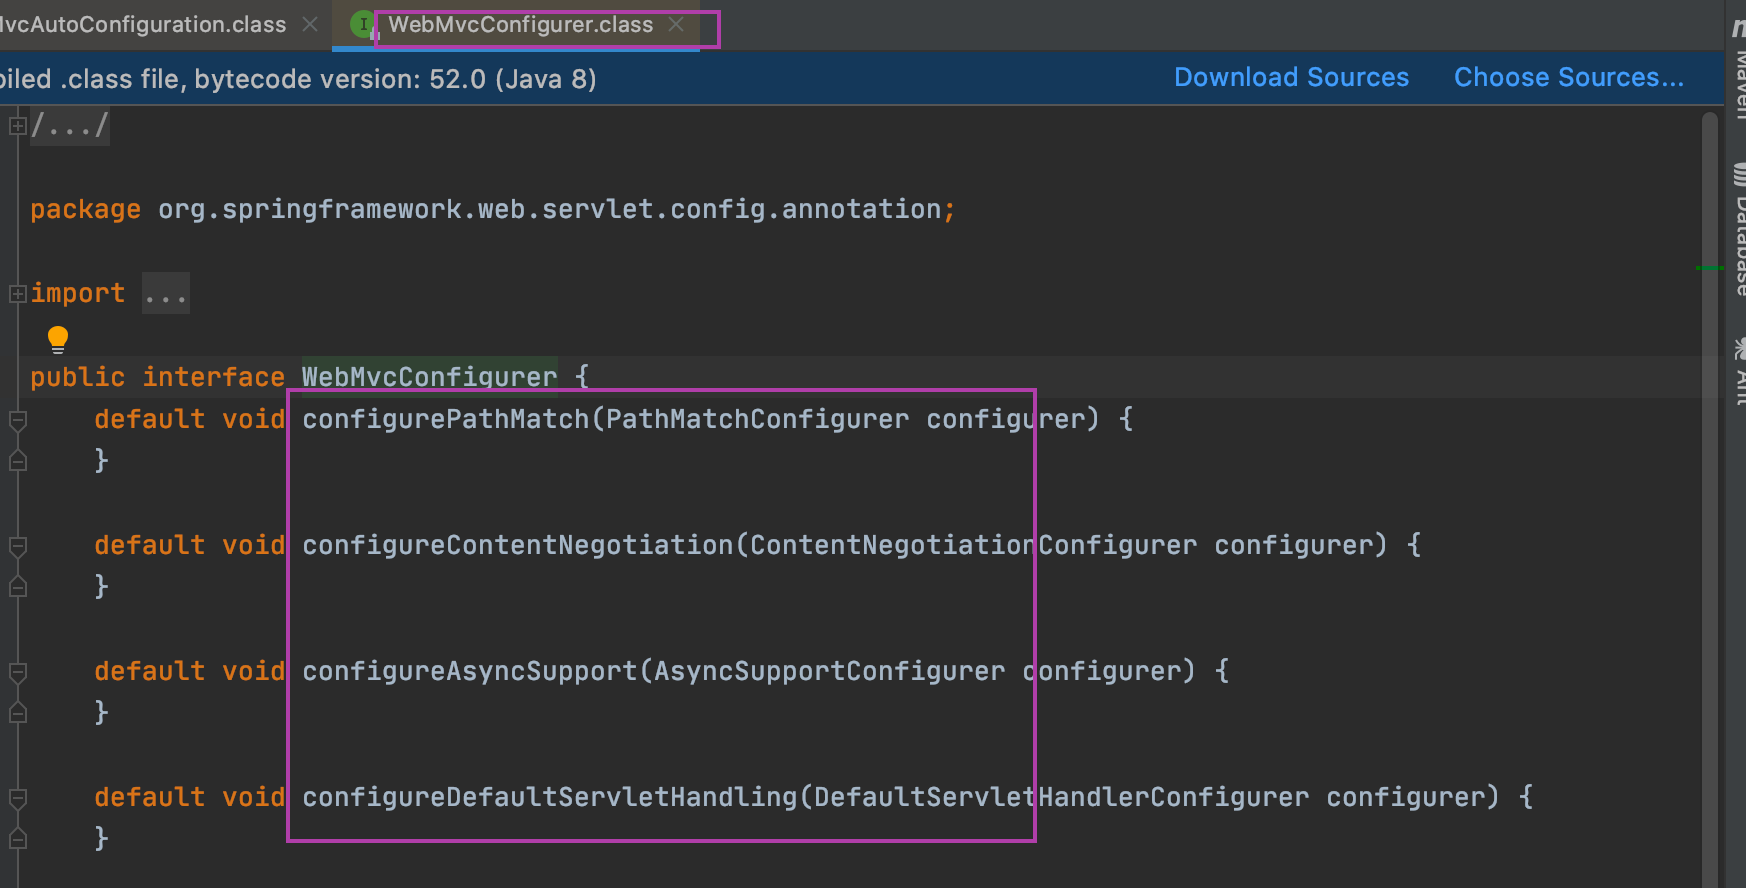 MvcAutoConfiguration.class
WebMvcConfigurer.class
piled .class file, bytecode version: 52.0 (Java 8)
Download Sources
Choose Sources...
/.../
package org.springframework.web.servlet.config.annotation;
import ...
public interface WebMvcConfigurer {
default void configurePathMatch(PathMatchConfigurer configurer) {
}
default void configureContentNegotiation(ContentNegotiationConfigurer configurer) {
}
default void configureAsyncSupport(AsyncSupportConfigurer configurer) {
}
default void configureDefaultServletHandling(DefaultServletHandlerConfigurer configurer) {
}
Maven
Database
Ant